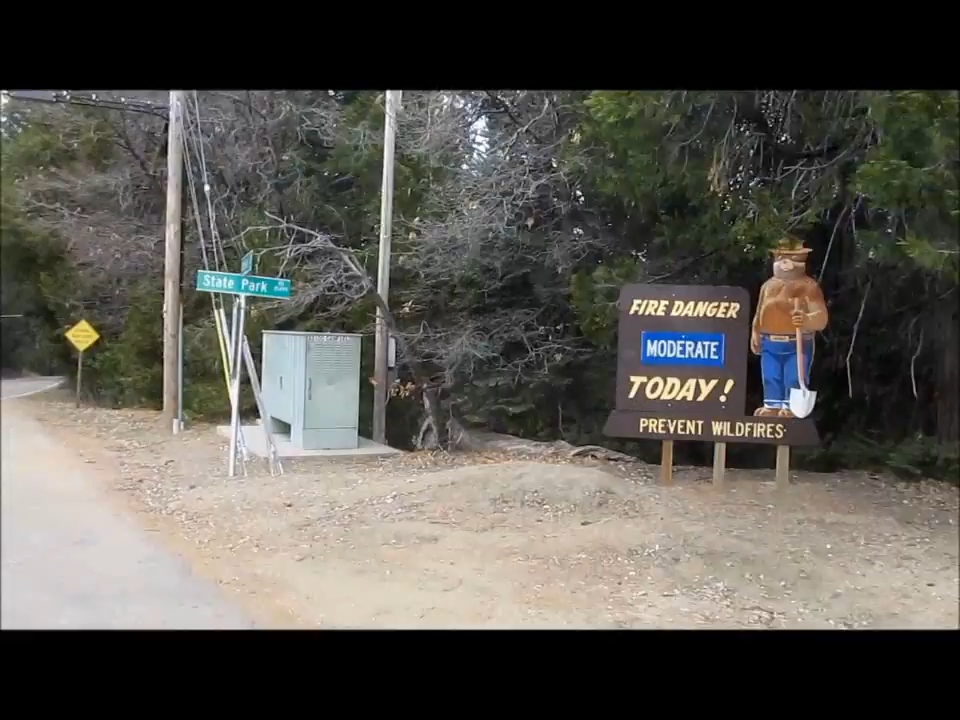 State Park
FIRE DANGER
MODERATE
TODAY!
PREVENT WILDFIRES